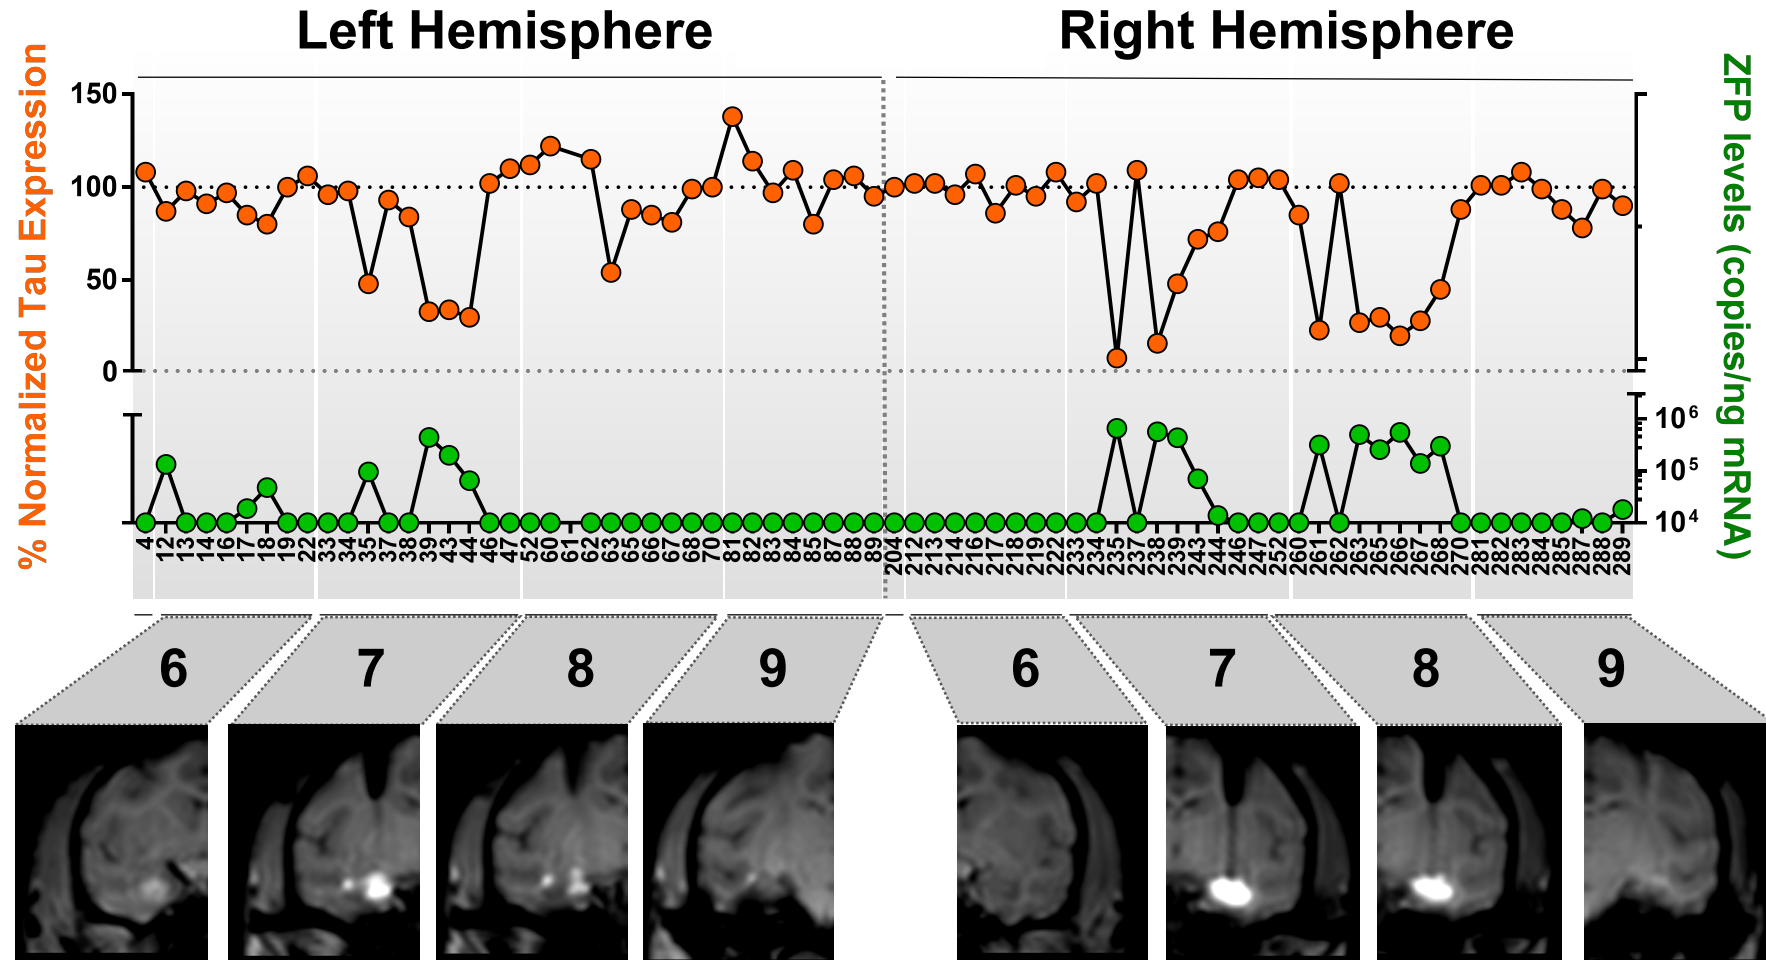 Left Hemisphere
Right Hemisphere
% Normalized Tau Expression
150
100
50
0
ZFP levels (copies/ng mRNA)
10⁶
10⁵
10⁴
4 12 13 14 16 17 18 19 22 33 34 35 37 38 39 43 44 46 47 52 60 61 62 63 65 66 67 68 70 81 82 83 84 85 87 88 89 204 212 213 214 216 217 218 219 222 233 234 235 237 238 239 243 244 246 247 252 260 261 262 263 265 266 267 268 270 281 282 283 284 285 287 288 289
6 7 8 9 6 7 8 9